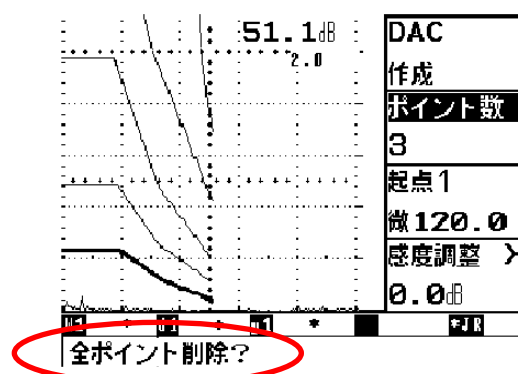 51.1dB
2.0
DAC
作成
ポイント数
3
起点1
微120.0
感度調整 >
0.0dB
*JR
全ポイント削除?